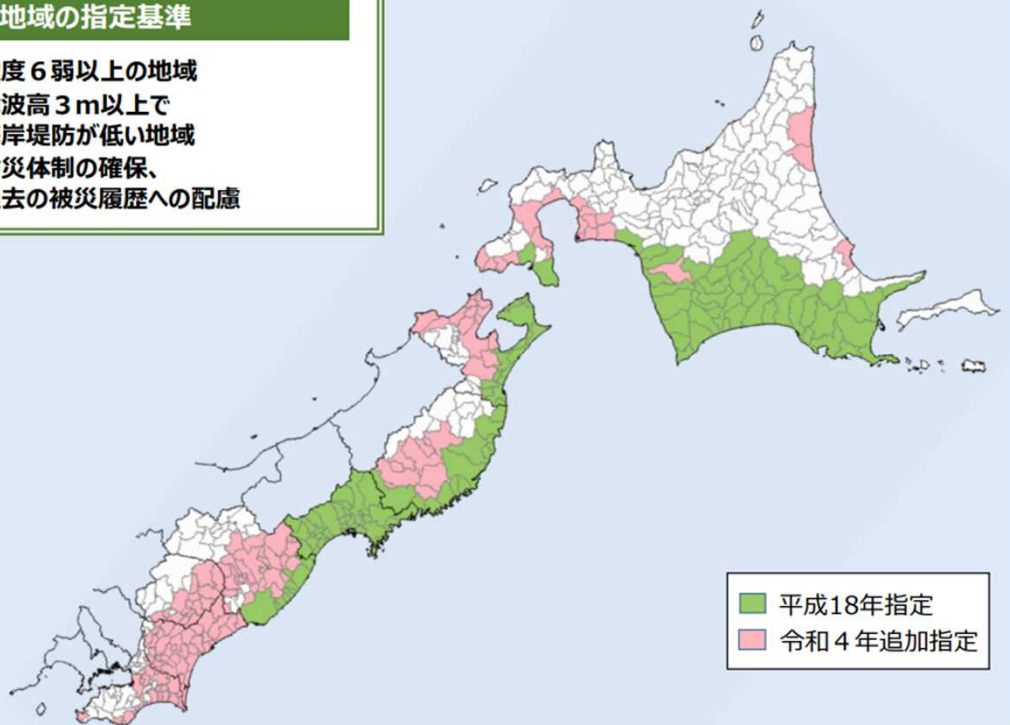 地域の指定基準
度６弱以上の地域
波高３ｍ以上で
岸堤防が低い地域
災体制の確保、
去の被災履歴への配慮
平成18年指定
令和４年追加指定